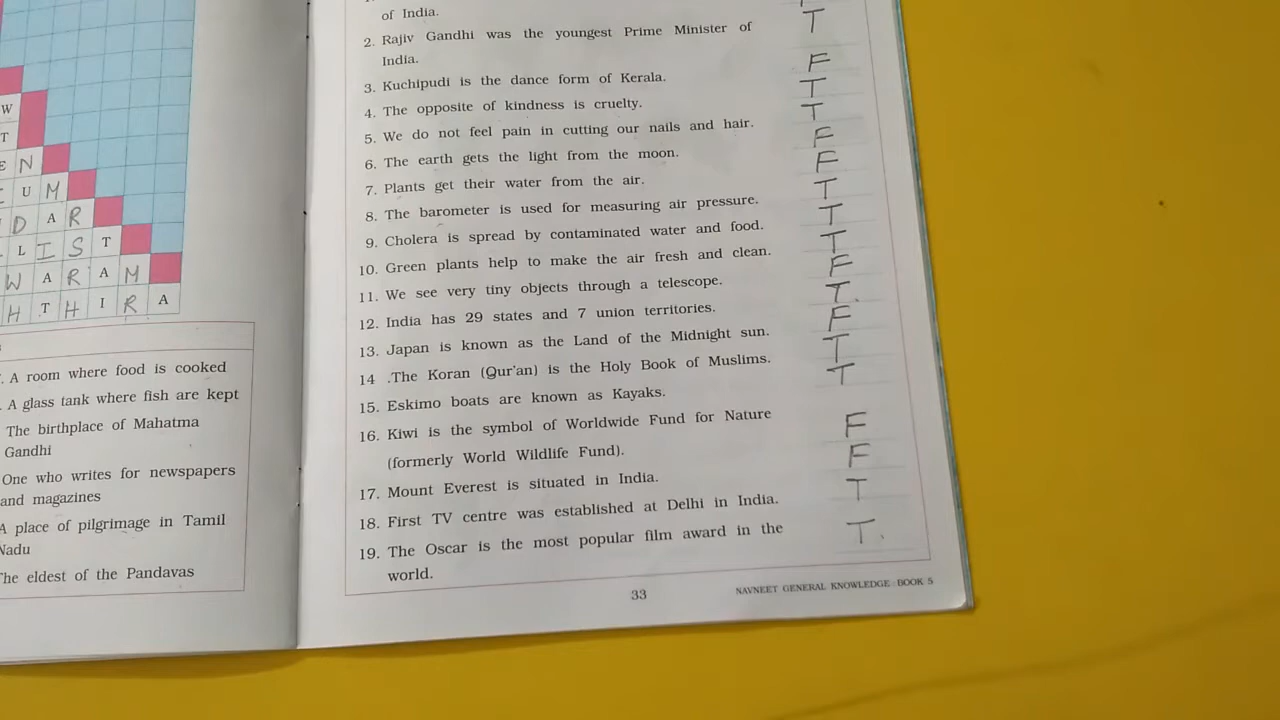 W
T
E N
U M
D A R
L I S T
W A R A M
H T H I R A
. A room where food is cooked
. A glass tank where fish are kept
The birthplace of Mahatma
Gandhi
One who writes for newspapers
and magazines
A place of pilgrimage in Tamil
Nadu
The eldest of the Pandavas
of India.
2. Rajiv Gandhi was the youngest Prime Minister of T
India.
3. Kuchipudi is the dance form of Kerala. F
4. The opposite of kindness is cruelty. T
5. We do not feel pain in cutting our nails and hair. T
6. The earth gets the light from the moon. F
7. Plants get their water from the air. F
8. The barometer is used for measuring air pressure. T
9. Cholera is spread by contaminated water and food. T
10. Green plants help to make the air fresh and clean. T
11. We see very tiny objects through a telescope. F
12. India has 29 states and 7 union territories. T
13. Japan is known as the Land of the Midnight sun. F
14 .The Koran (Qur'an) is the Holy Book of Muslims. T
15. Eskimo boats are known as Kayaks. T
16. Kiwi is the symbol of Worldwide Fund for Nature F
(formerly World Wildlife Fund).
17. Mount Everest is situated in India. F
18. First TV centre was established at Delhi in India. T
19. The Oscar is the most popular film award in the T
world.
33
NAVNEET GENERAL KNOWLEDGE : BOOK 5